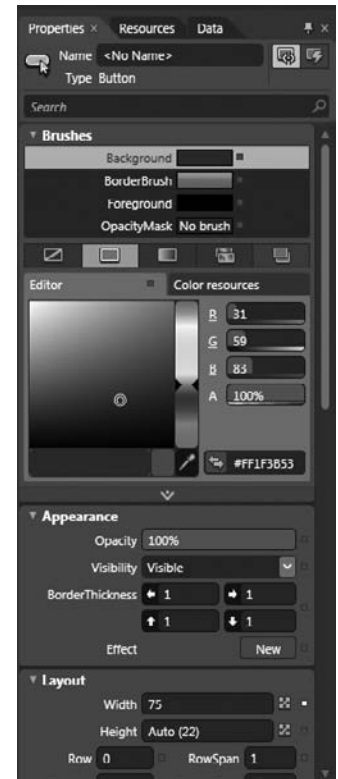 Properties × Resources Data
Name <No Name>
Type Button
Search
Brushes
Background
BorderBrush
Foreground
OpacityMask No brush
Editor Color resources
R 31
G 59
B 83
A 100%
#FF1F3B53
Appearance
Opacity 100%
Visibility Visible
BorderThickness 1 1
1 1
Effect New
Layout
Width 75
Height Auto (22)
Row 0 RowSpan 1